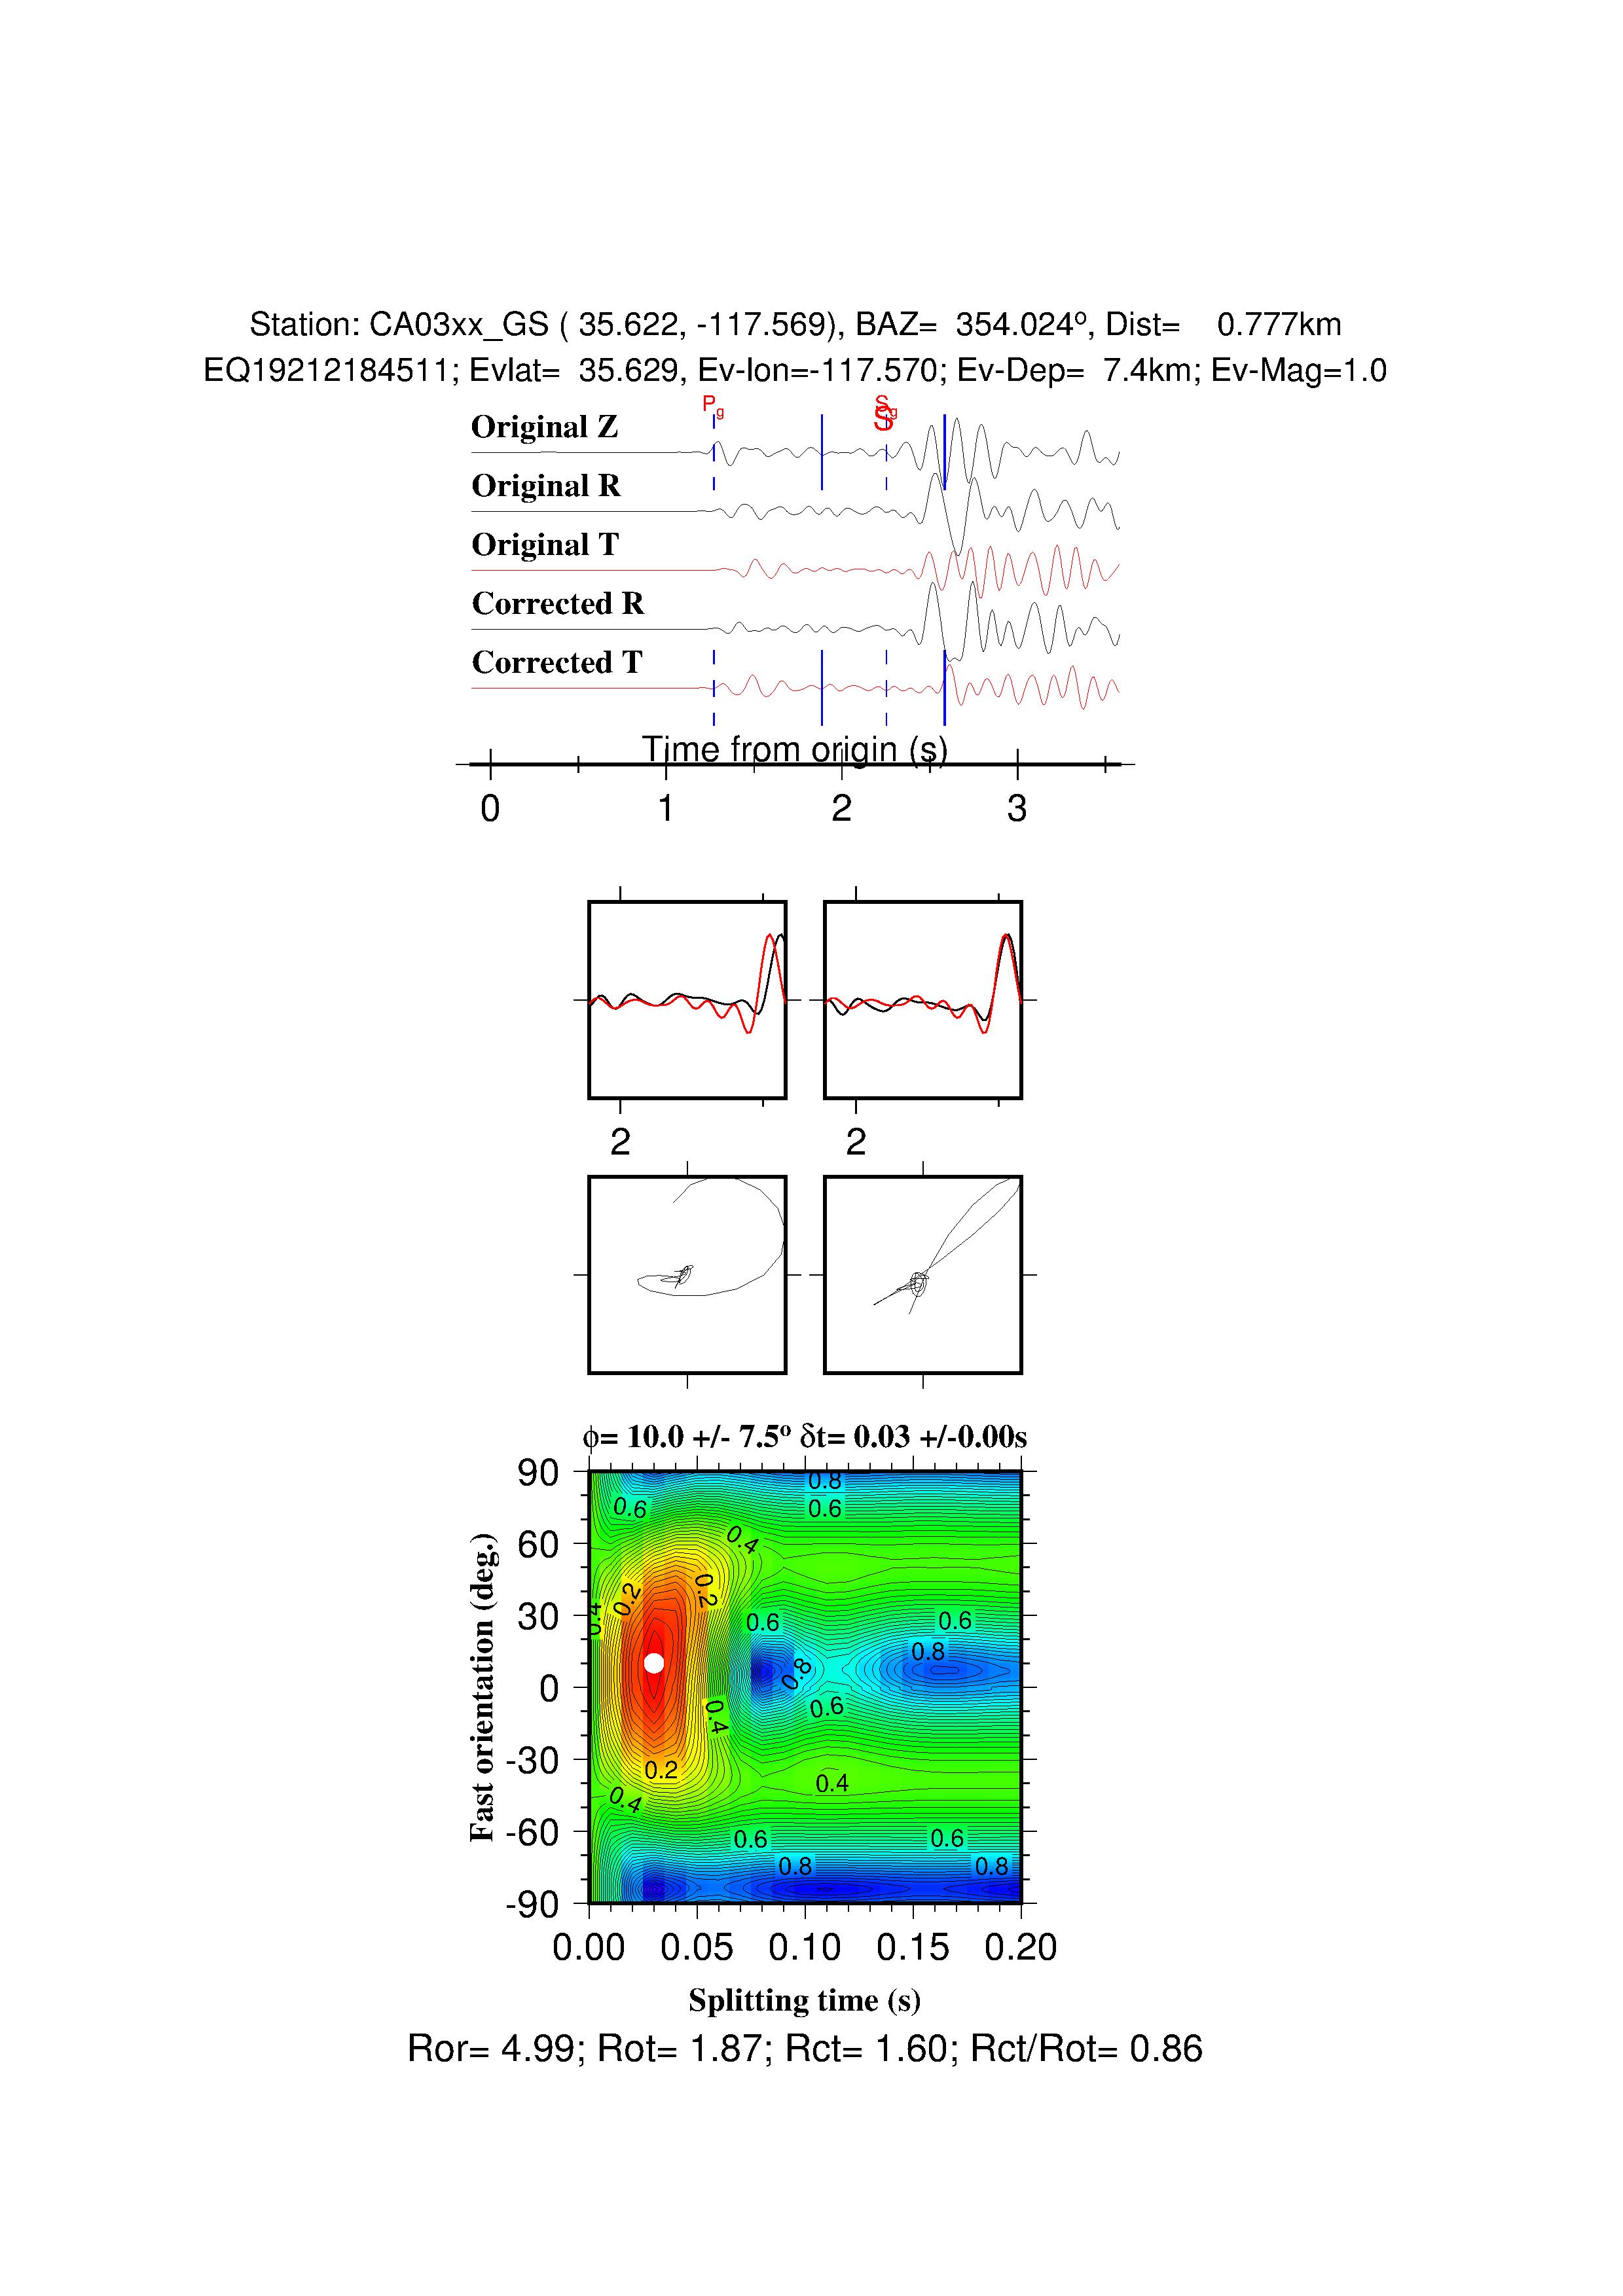 Station: CA03xx_GS ( 35.622, -117.569), BAZ= 354.024º, Dist= 0.777km
EQ19212184511; Evlat= 35.629, Ev-lon=-117.570; Ev-Dep= 7.4km; Ev-Mag=1.0
Pg Sg
S
Original Z
Original R
Original T
Corrected R
Corrected T
Time from origin (s)
0 1 2 3
2 2
ϕ= 10.0 +/- 7.5º δt= 0.03 +/-0.00s
Fast orientation (deg.)
90
60
30
0
-30
-60
-90
0.8
0.6 0.6
0.4
0.2 0.2
0.4 0.6 0.6
0.8 0.8
0.4 0.6
0.2 0.4
0.4
0.6 0.6
0.8 0.8
0.00 0.05 0.10 0.15 0.20
Splitting time (s)
Ror= 4.99; Rot= 1.87; Rct= 1.60; Rct/Rot= 0.86